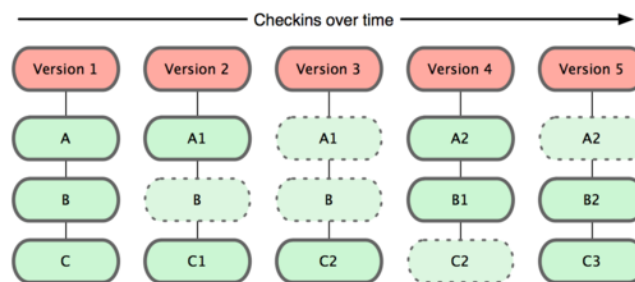 Checkins over time
Version 1 Version 2 Version 3 Version 4 Version 5
A A1 A1 A2 A2
B B B B1 B2
C C1 C2 C2 C3